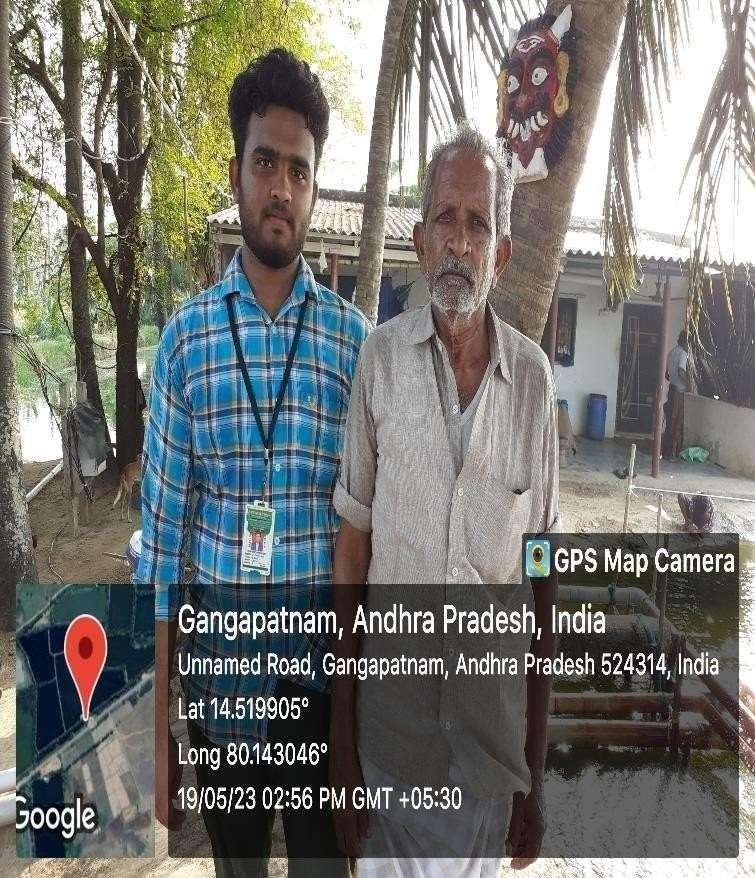 GPS Map Camera
Gangapatnam, Andhra Pradesh, India
Unnamed Road, Gangapatnam, Andhra Pradesh 524314, India
Lat 14.519905°
Long 80.143046°
19/05/23 02:56 PM GMT +05:30
Google